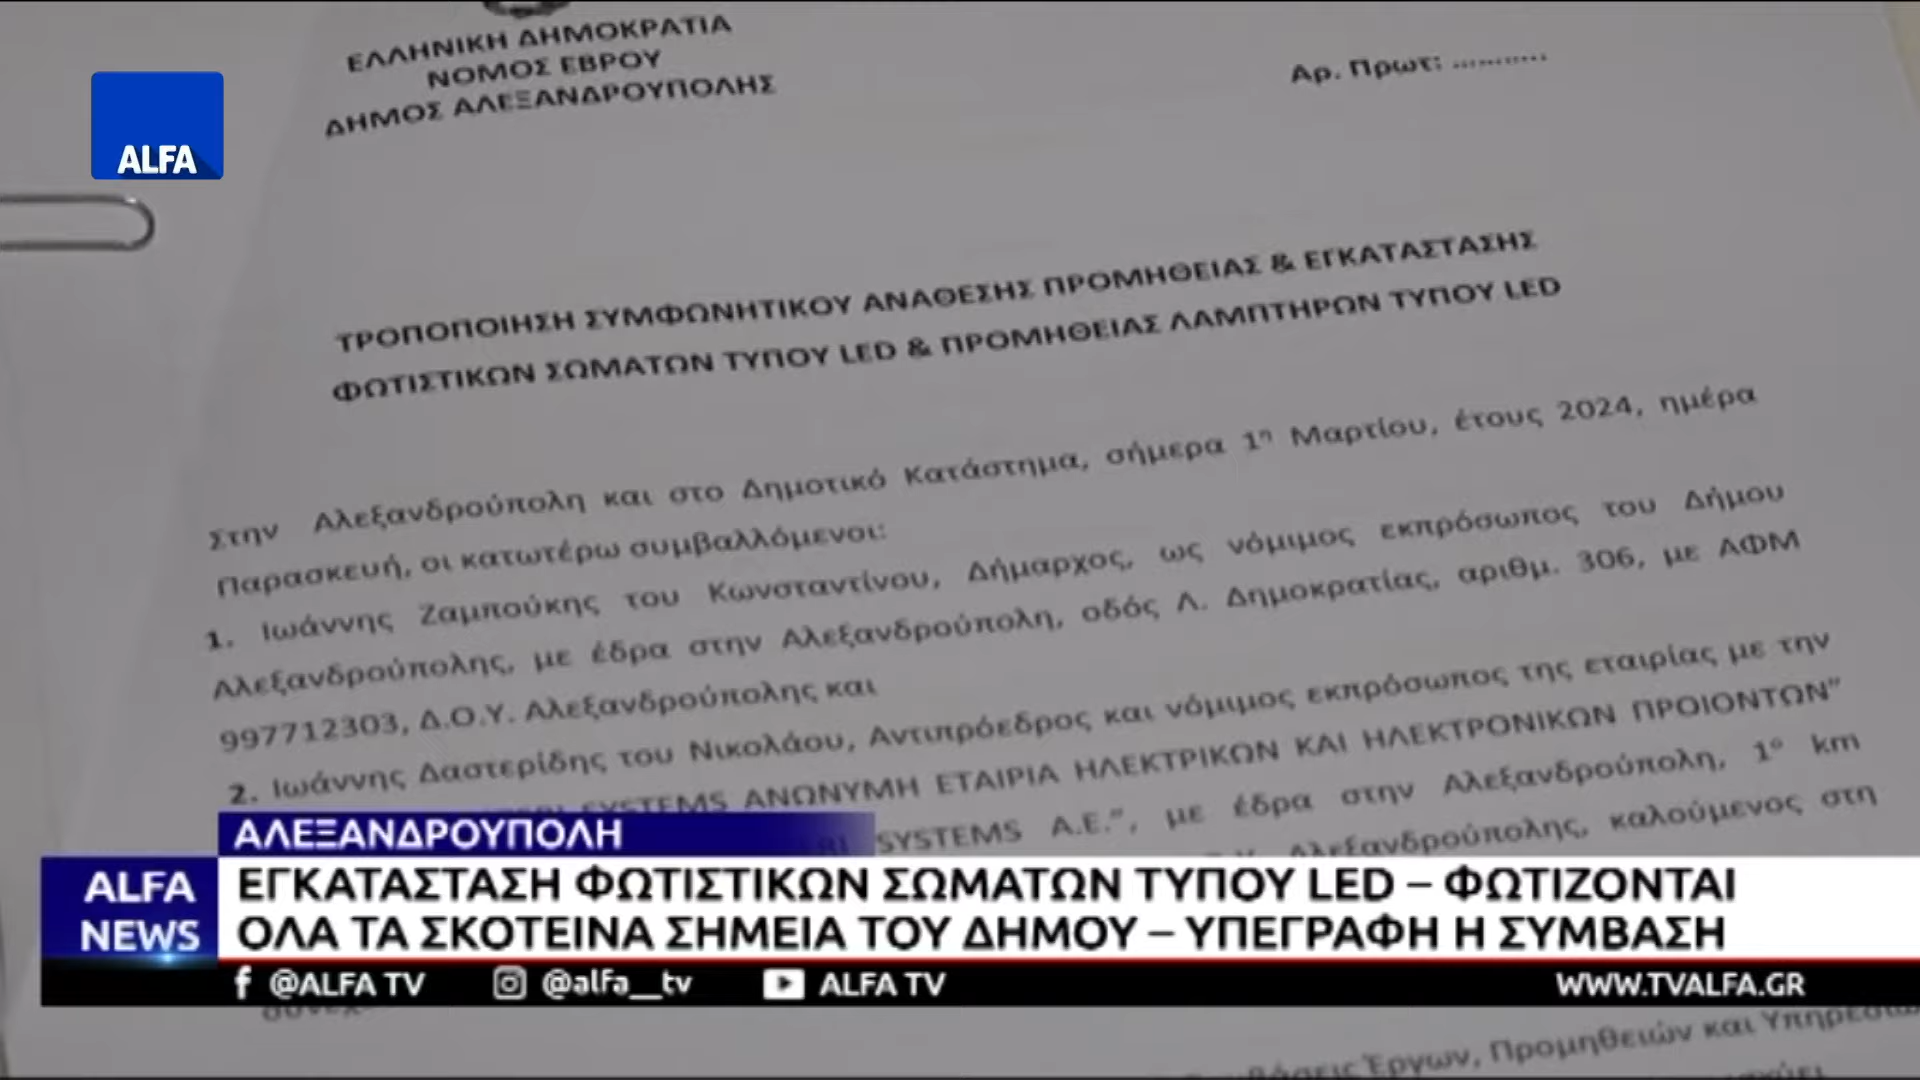 ΕΛΛΗΝΙΚΗ ΔΗΜΟΚΡΑΤΙΑ
ΝΟΜΟΣ ΕΒΡΟΥ
ΔΗΜΟΣ ΑΛΕΞΑΝΔΡΟΥΠΟΛΗΣ
Αρ. Πρωτ: ...........
ALFA
ΤΡΟΠΟΠΟΙΗΣΗ ΣΥΜΦΩΝΗΤΙΚΟΥ ΑΝΑΘΕΣΗΣ ΠΡΟΜΗΘΕΙΑΣ & ΕΓΚΑΤΑΣΤΑΣΗΣ
ΦΩΤΙΣΤΙΚΩΝ ΣΩΜΑΤΩΝ ΤΥΠΟΥ LED & ΠΡΟΜΗΘΕΙΑΣ ΛΑΜΠΤΗΡΩΝ ΤΥΠΟΥ LED
Στην Αλεξανδρούπολη και στο Δημοτικό Κατάστημα, σήμερα 1η Μαρτίου, έτους 2024, ημέρα
Παρασκευή, οι κατωτέρω συμβαλλόμενοι:
1. Ιωάννης Ζαμπούκης του Κωνσταντίνου, Δήμαρχος, ως νόμιμος εκπρόσωπος του Δήμου
Αλεξανδρούπολης, με έδρα στην Αλεξανδρούπολη, οδός Λ. Δημοκρατίας, αριθμ. 306, με ΑΦΜ
997712303, Δ.Ο.Υ. Αλεξανδρούπολης και
2. Ιωάννης Δαστερίδης του Νικολάου, Αντιπρόεδρος και νόμιμος εκπρόσωπος της εταιρίας με την
SYSTEMS ΑΝΩΝΥΜΗ ΕΤΑΙΡΙΑ ΗΛΕΚΤΡΙΚΩΝ ΚΑΙ ΗΛΕΚΤΡΟΝΙΚΩΝ ΠΡΟΙΟΝΤΩΝ"
SYSTEMS Α.Ε.", με έδρα στην Αλεξανδρούπολη, 1ο km
Αλεξανδρούπολης, καλούμενος στη
ΑΛΕΞΑΝΔΡΟΥΠΟΛΗ
ALFA NEWS
ΕΓΚΑΤΑΣΤΑΣΗ ΦΩΤΙΣΤΙΚΩΝ ΣΩΜΑΤΩΝ ΤΥΠΟΥ LED – ΦΩΤΙΖΟΝΤΑΙ
ΟΛΑ ΤΑ ΣΚΟΤΕΙΝΑ ΣΗΜΕΙΑ ΤΟΥ ΔΗΜΟΥ – ΥΠΕΓΡΑΦΗ Η ΣΥΜΒΑΣΗ
@ALFA TV @alfa__tv ALFA TV WWW.TVALFA.GR
Έργων, Προμηθειών και